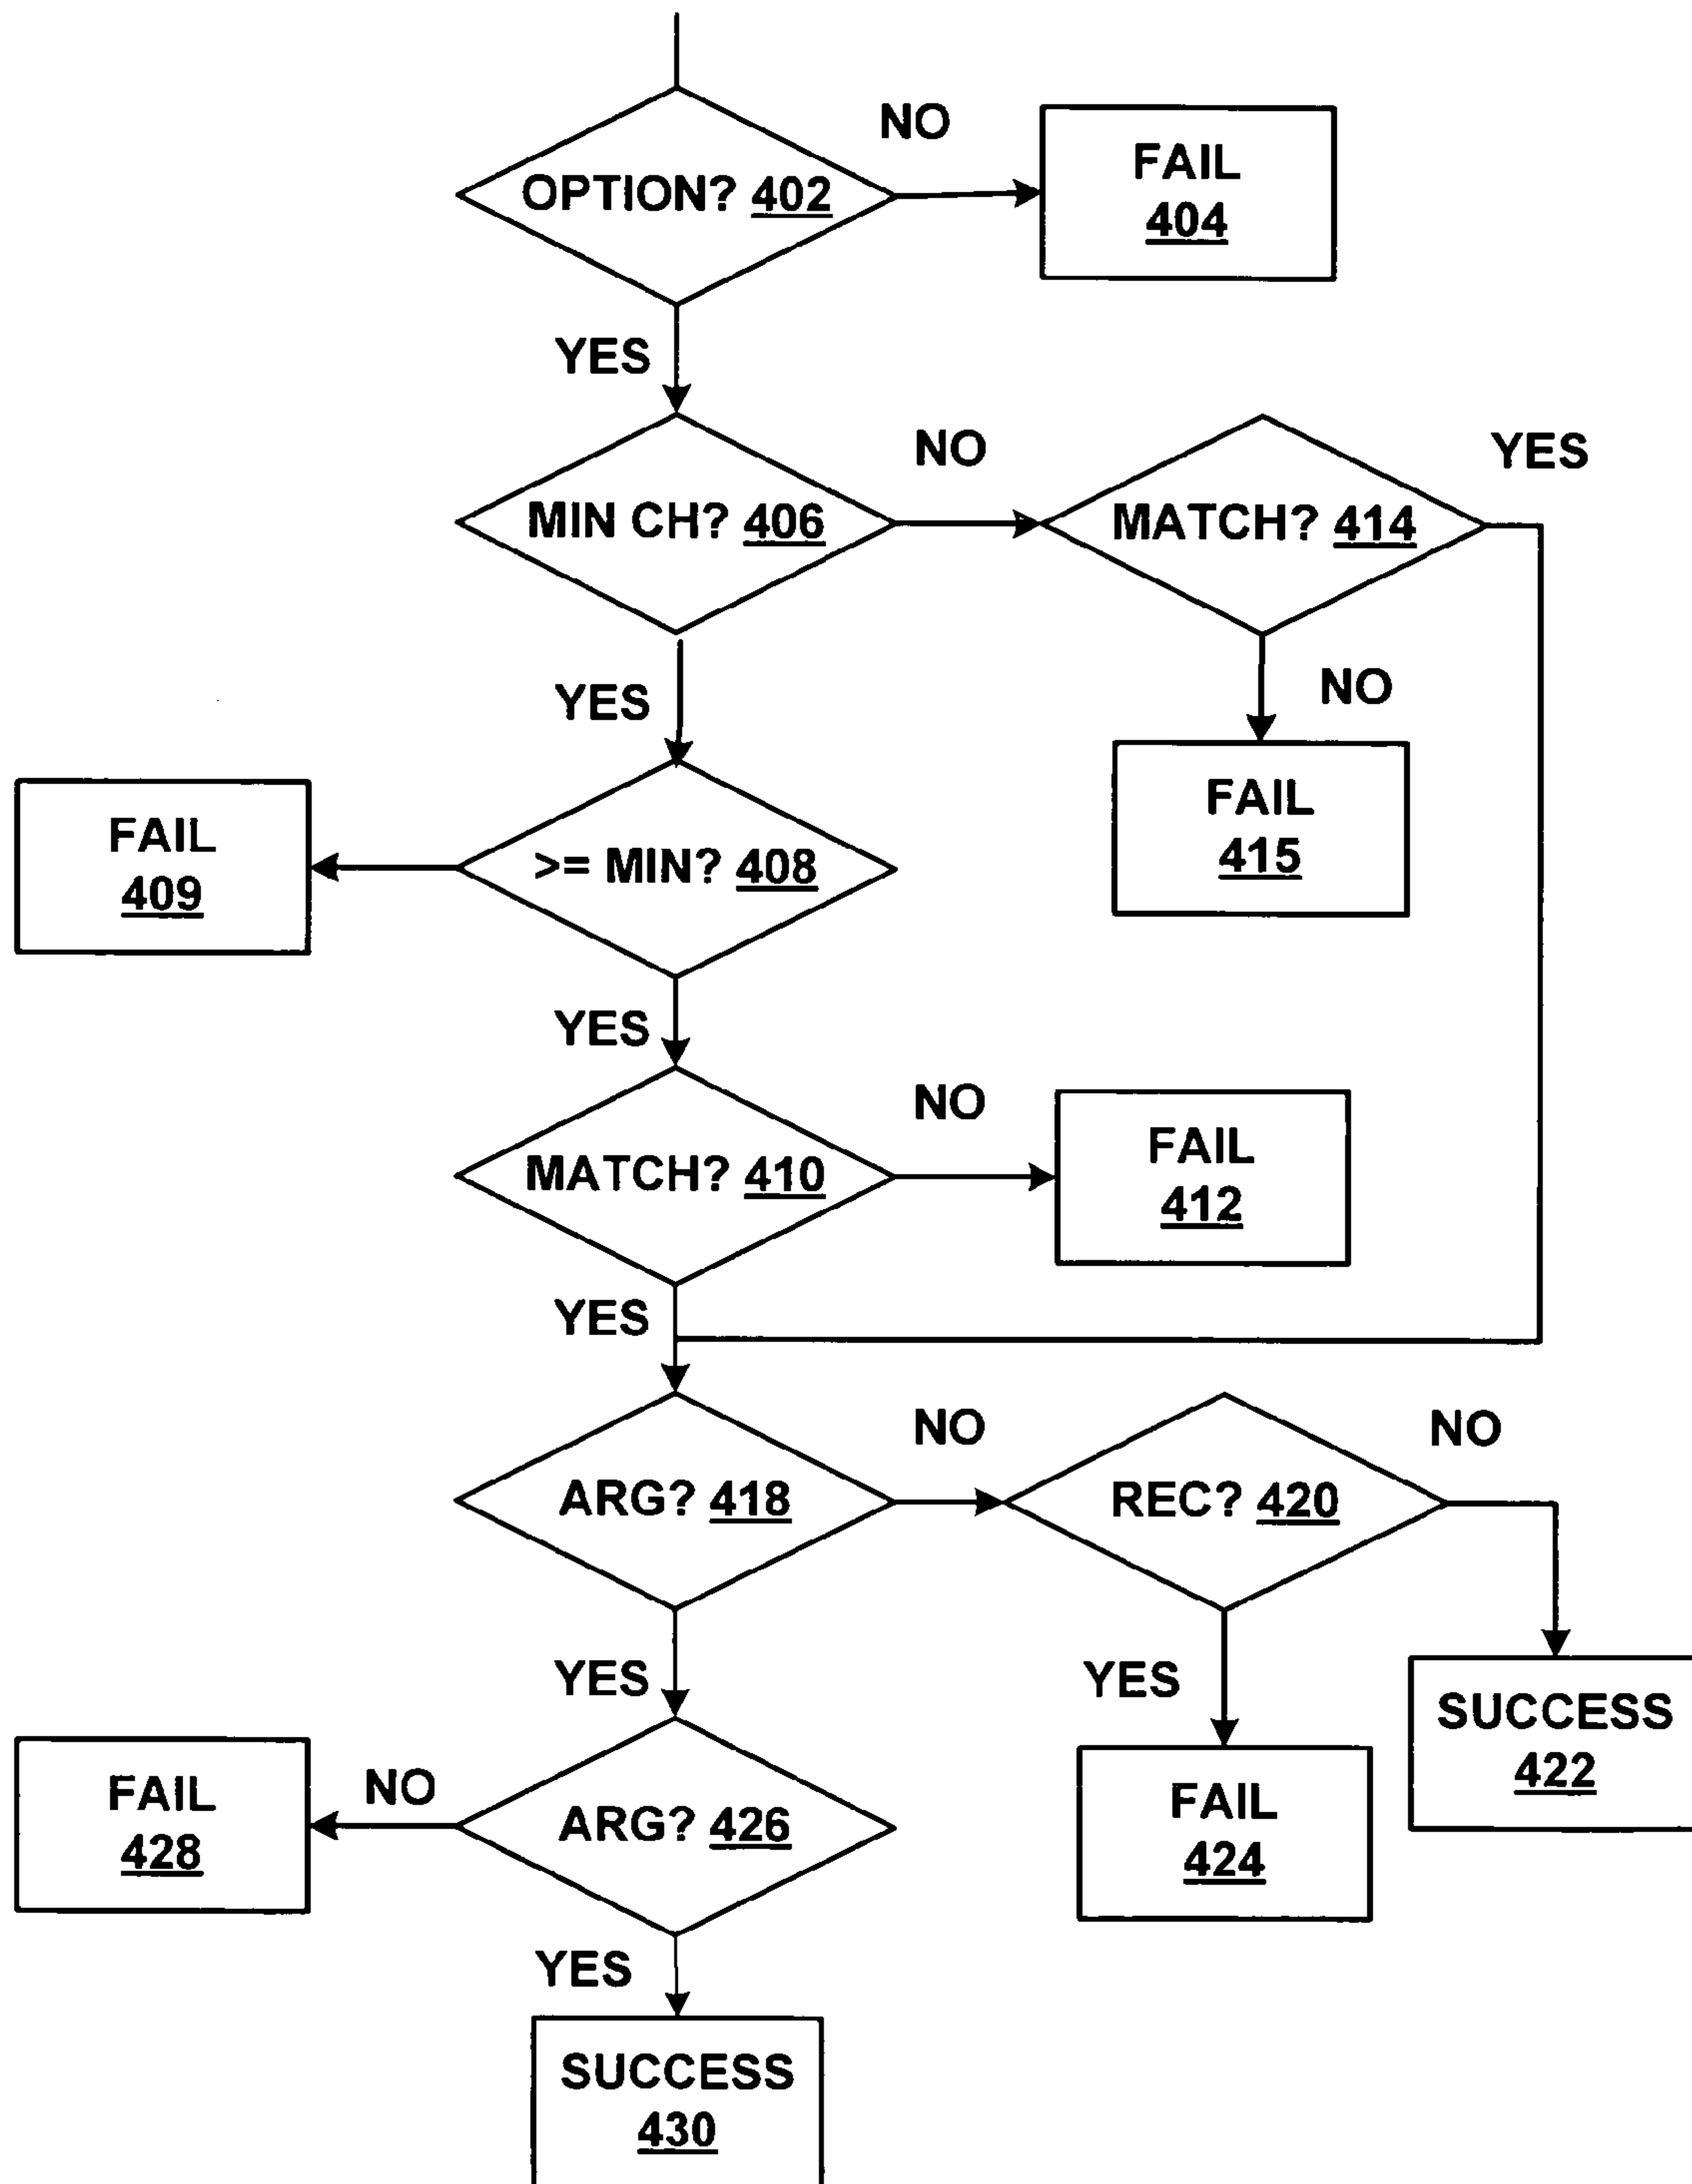 NO
OPTION? 402
FAIL
404
YES
NO
YES
MIN CH? 406
MATCH? 414
YES
NO
FAIL
415
FAIL
409
>= MIN? 408
YES
NO
MATCH? 410
FAIL
412
YES
NO
NO
ARG? 418
REC? 420
YES
YES
SUCCESS
422
FAIL
428
NO
ARG? 426
FAIL
424
YES
SUCCESS
430